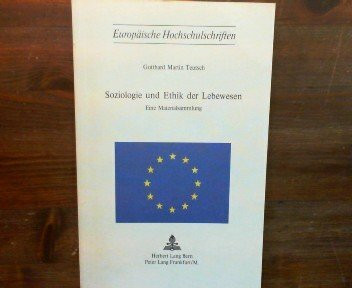 Europäische Hochschulschriften
Gotthard Martin Teutsch
Soziologie und Ethik der Lebewesen
Eine Materialsammlung
Herbert Lang Bern
Peter Lang Frankfurt/M.